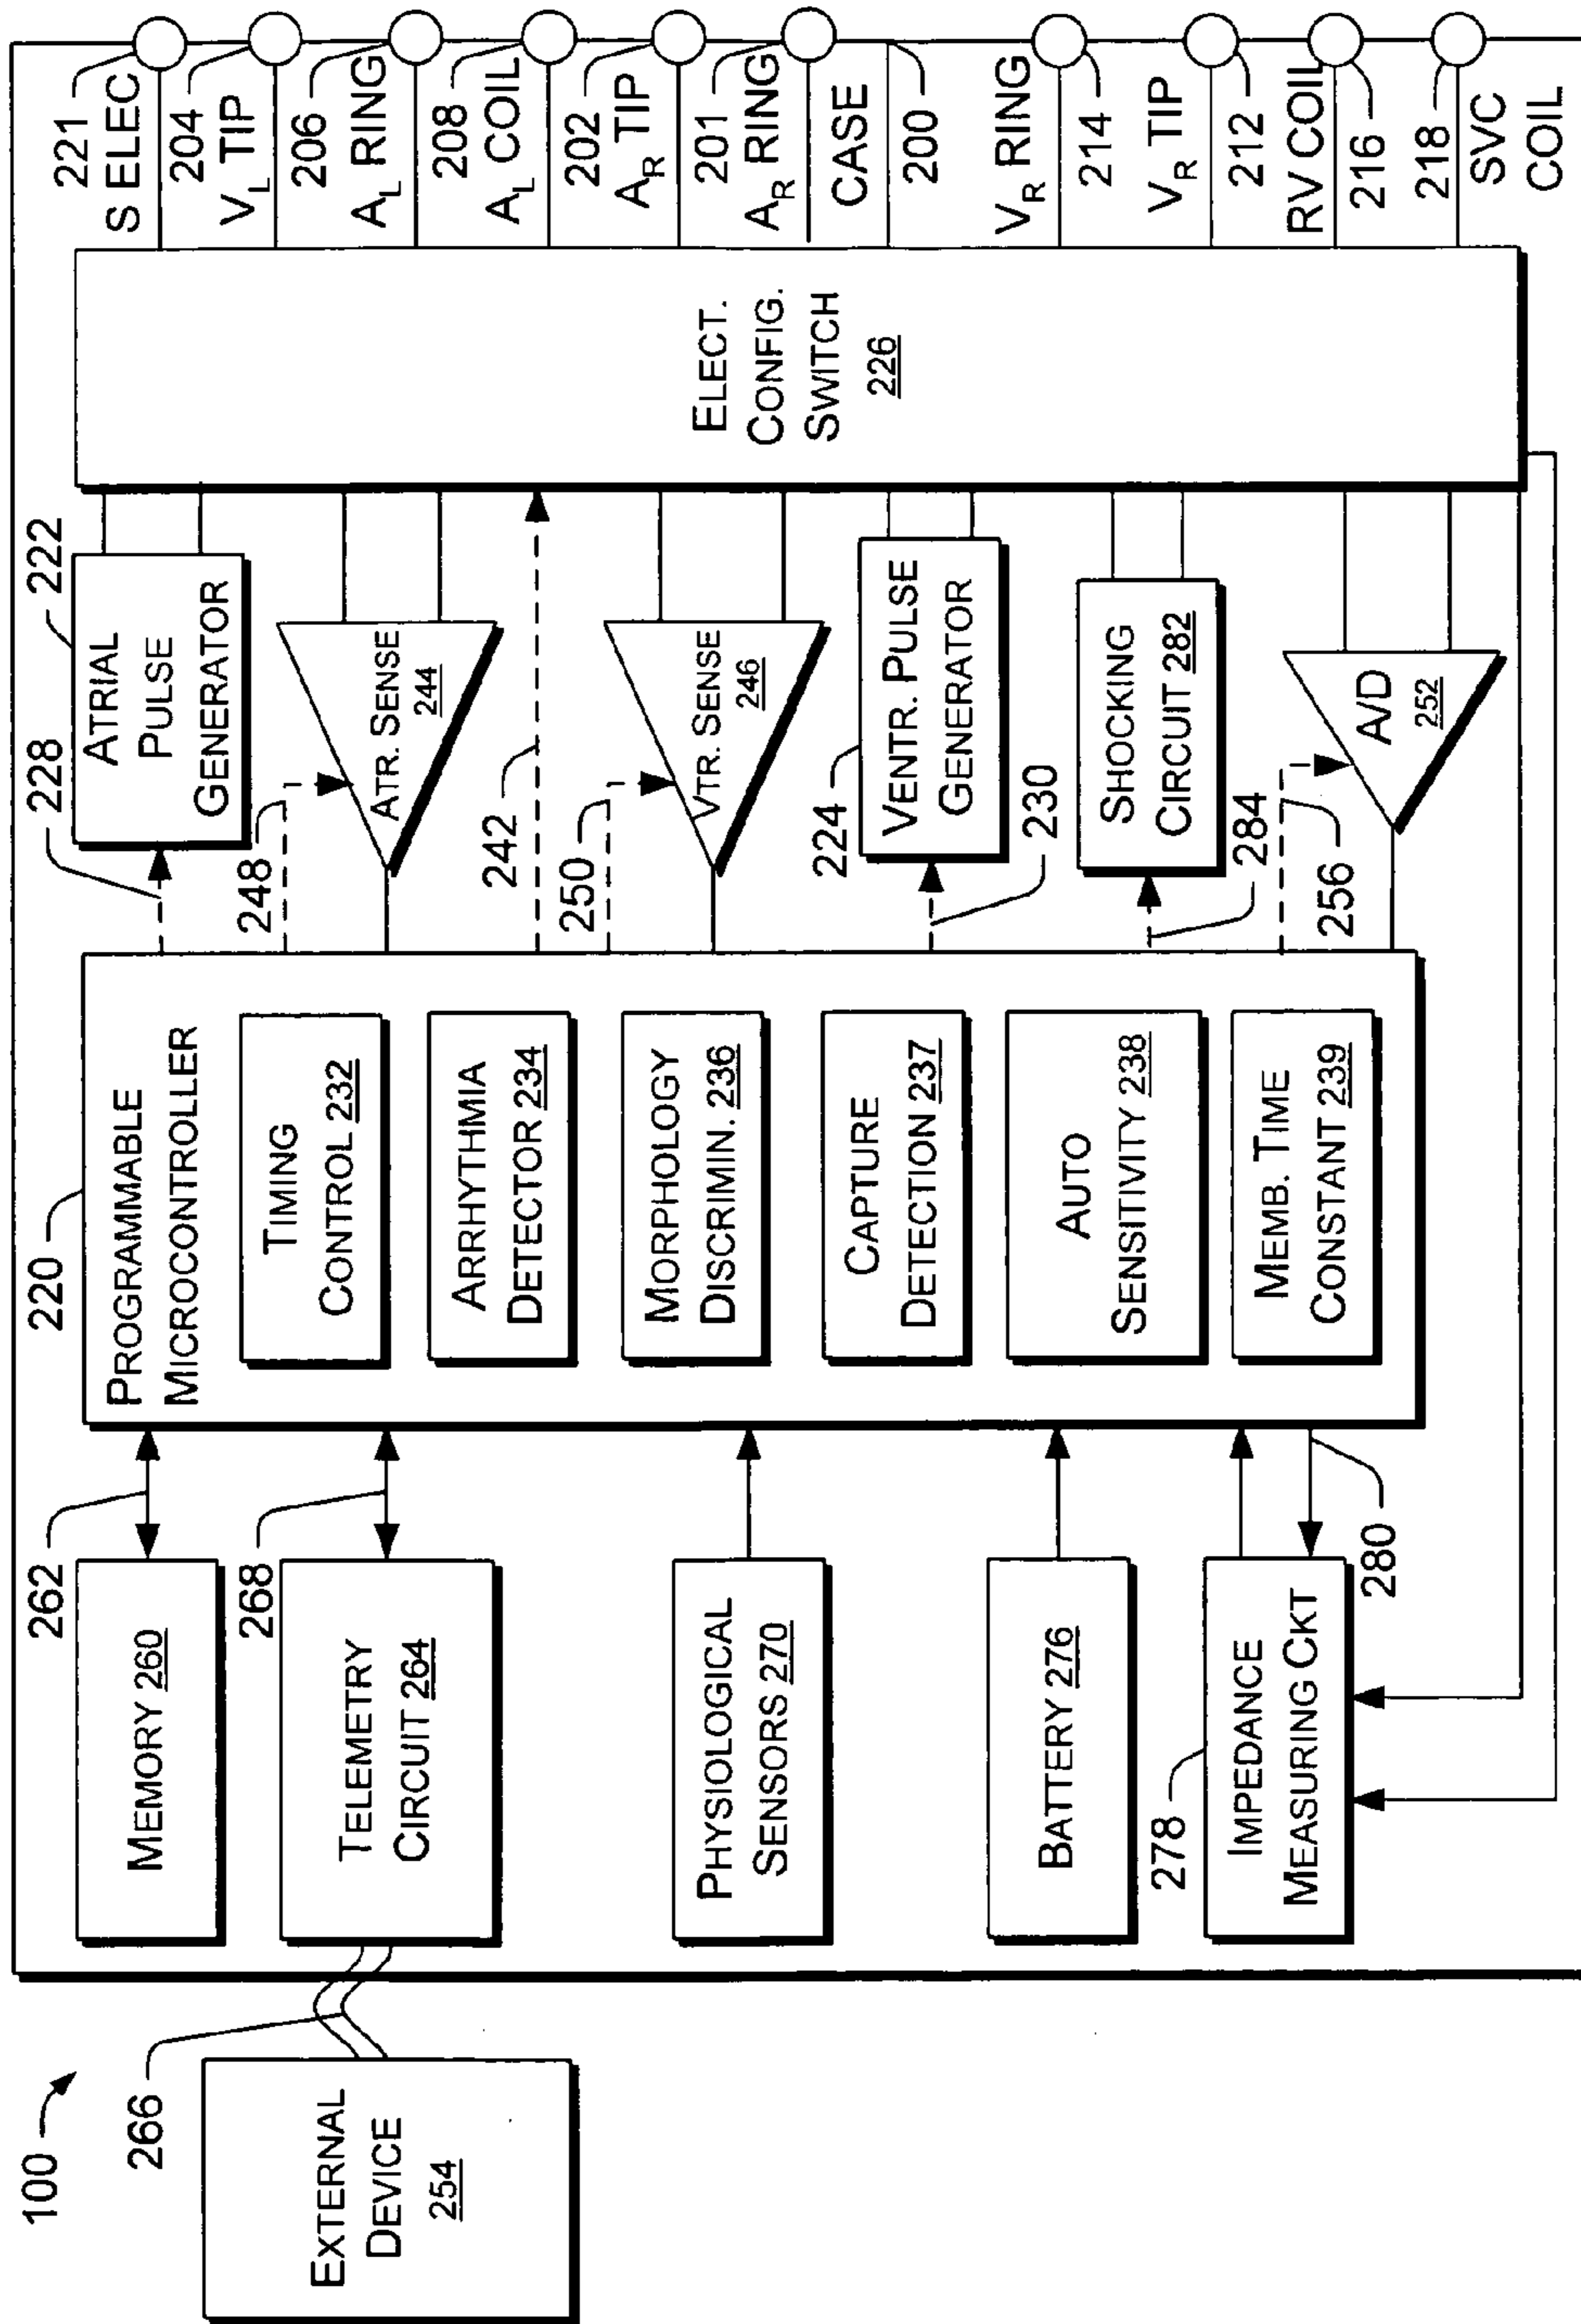 100
EXTERNAL
DEVICE
254
266
MEMORY 260
262
TELEMETRY
CIRCUIT 264
268
PHYSIOLOGICAL
SENSORS 270
BATTERY 276
278
IMPEDANCE
MEASURING CKT
280
220
PROGRAMMABLE
MICROCONTROLLER
TIMING
CONTROL 232
ARRHYTHMIA
DETECTOR 234
MORPHOLOGY
DISCRIMIN. 236
CAPTURE
DETECTION 237
AUTO
SENSITIVITY 238
MEMB. TIME
CONSTANT 239
228
222
ATRIAL
PULSE
GENERATOR
248
ATR. SENSE
244
242
250
VTR. SENSE
246
224
VENTR. PULSE
GENERATOR
230
SHOCKING
CIRCUIT 282
284
256
A/D
252
ELECT.
CONFIG.
SWITCH
226
221
S ELEC
204
VL TIP
206
AL RING
208
AL COIL
202
AR TIP
201
AR RING
CASE
200
VR RING
214
VR TIP
212
RV COIL
216
218
SVC
COIL